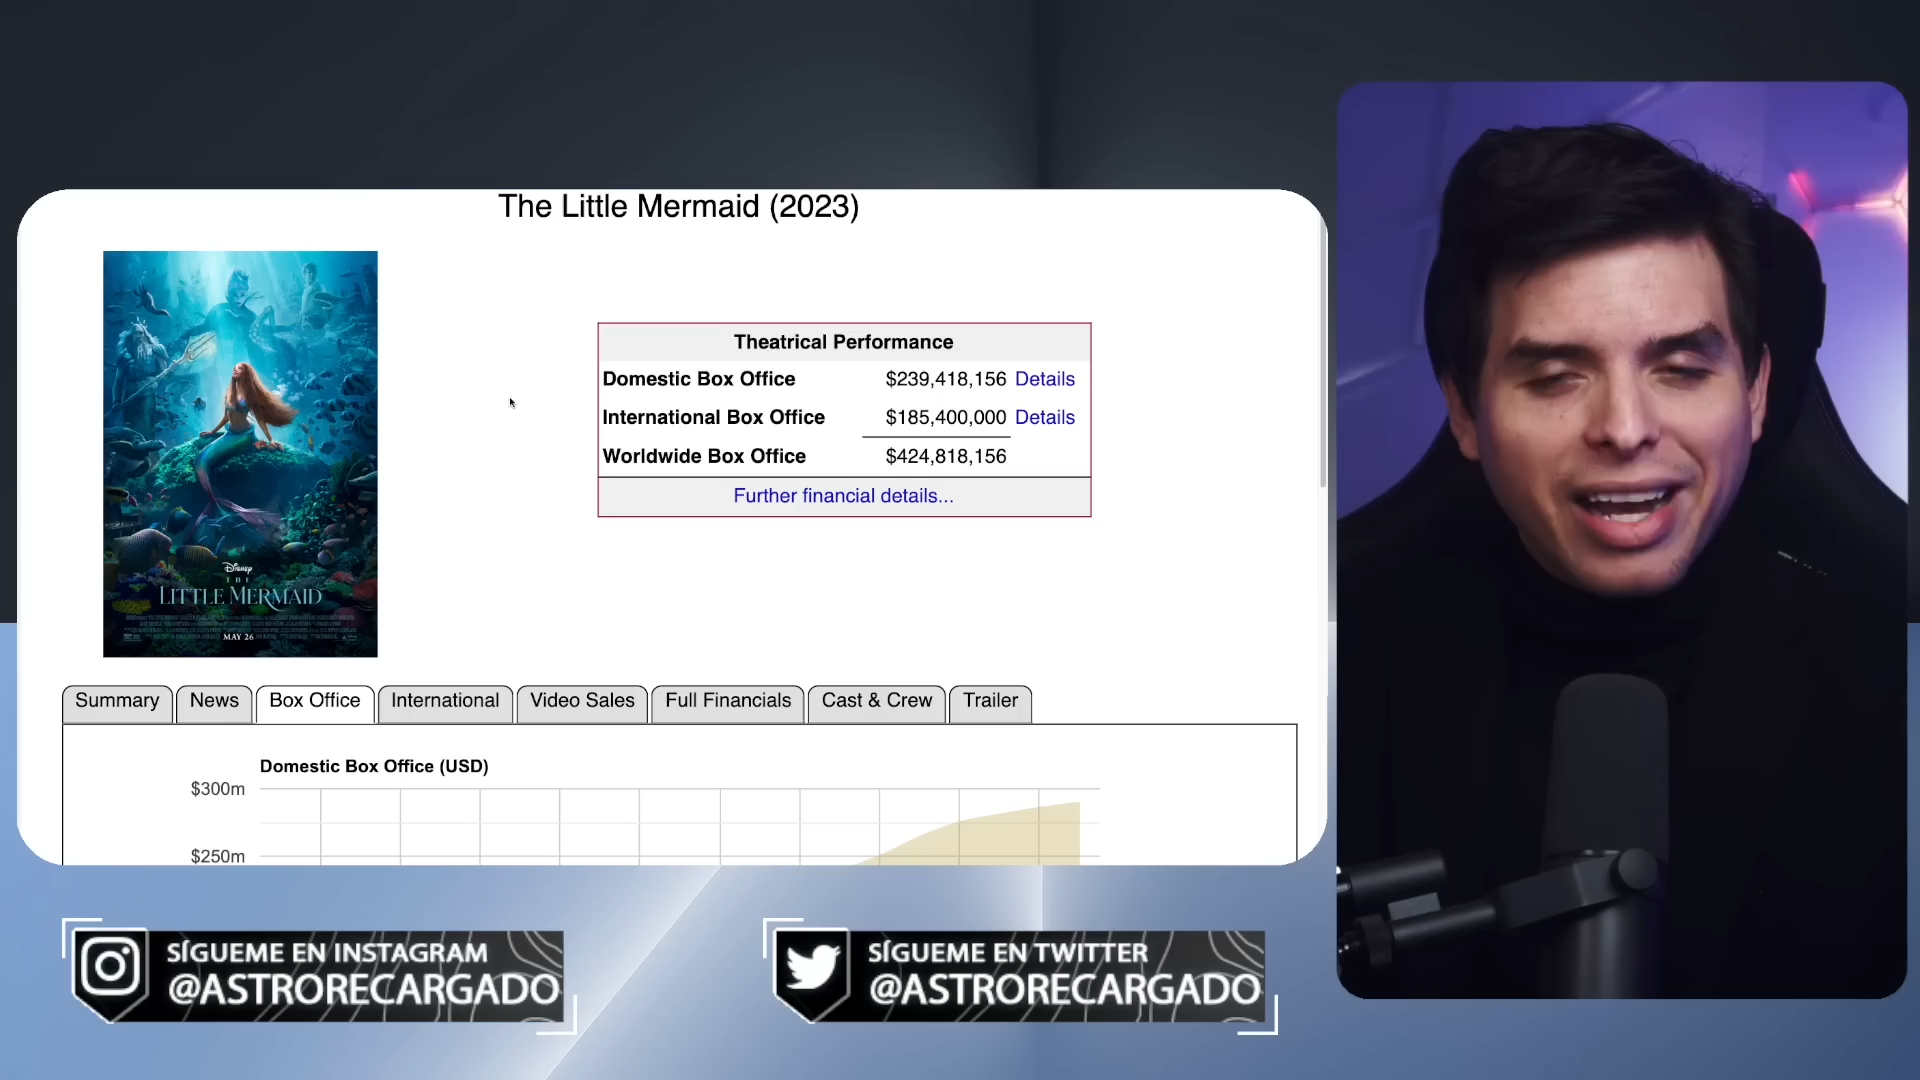 The Little Mermaid (2023)
Disney
THE
LITTLE MERMAID
MAY 26
Theatrical Performance
Domestic Box Office $239,418,156 Details
International Box Office $185,400,000 Details
Worldwide Box Office $424,818,156
Further financial details...
Summary News Box Office International Video Sales Full Financials Cast & Crew Trailer
Domestic Box Office (USD)
$300m
$250m
SÍGUEME EN INSTAGRAM
@ASTRORECARGADO
SÍGUEME EN TWITTER
@ASTRORECARGADO